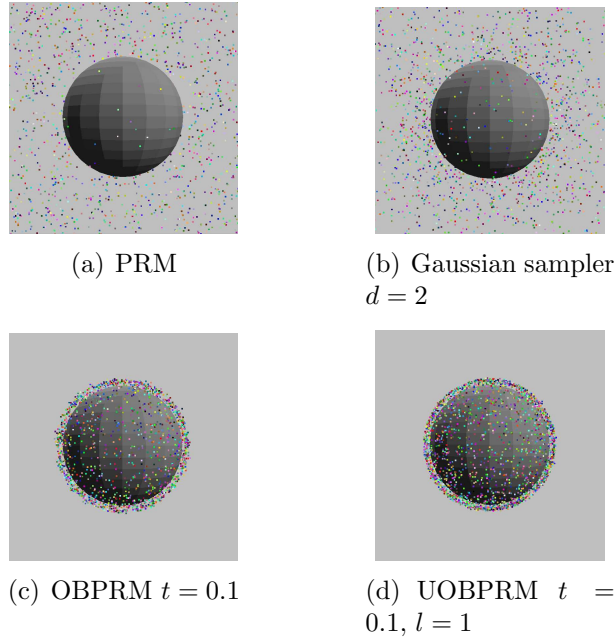 (a) PRM
(b) Gaussian sampler
d = 2
(c) OBPRM t = 0.1
(d) UOBPRM t =
0.1, l = 1